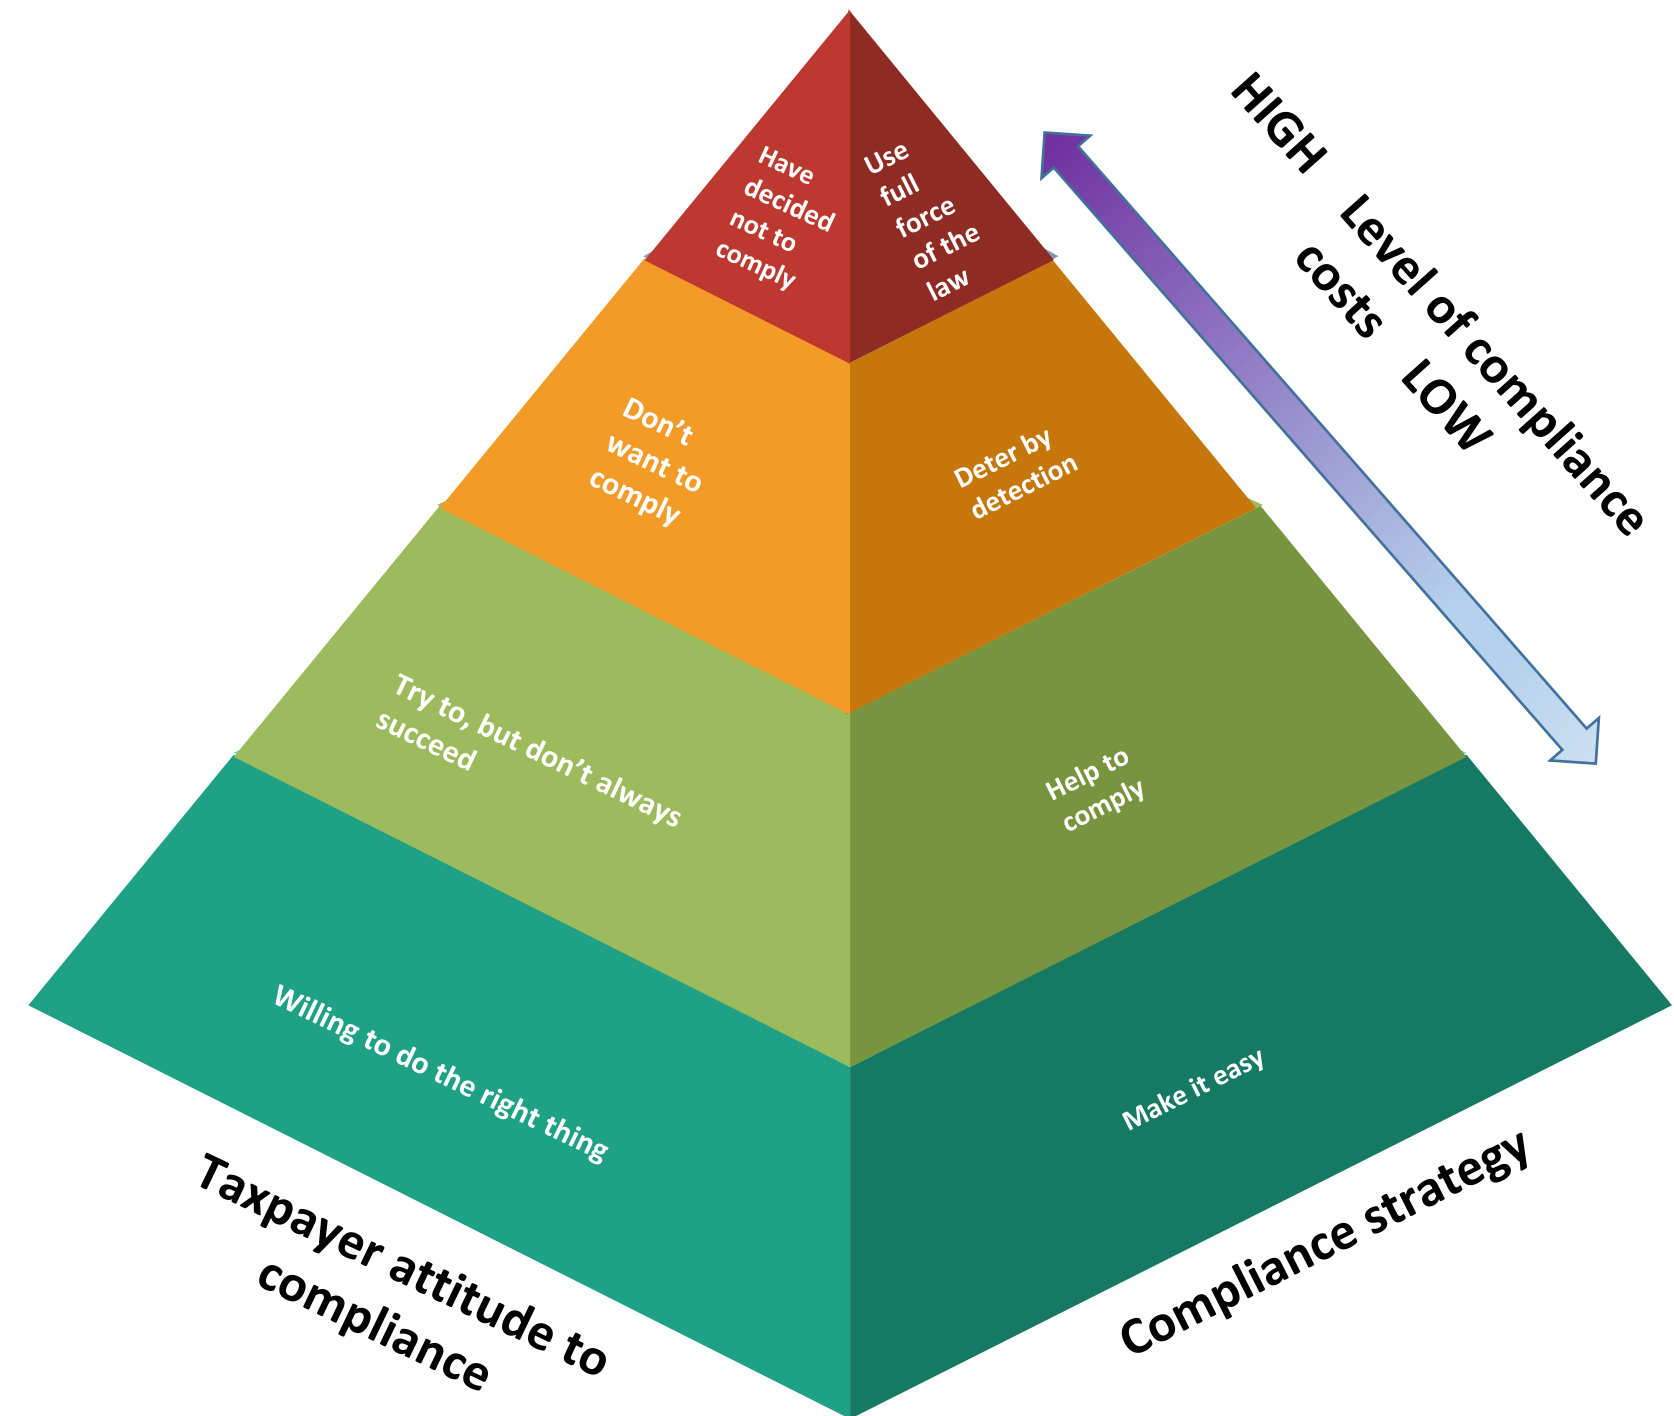 Have
decided
not to
comply
Use
full
force
of the
law
HIGH Level of compliance
costs LOW
Don’t
want to
comply
Deter by
detection
Try to, but don’t always
succeed
Help to
comply
Willing to do the right thing
Make it easy
Taxpayer attitude to
compliance
Compliance strategy